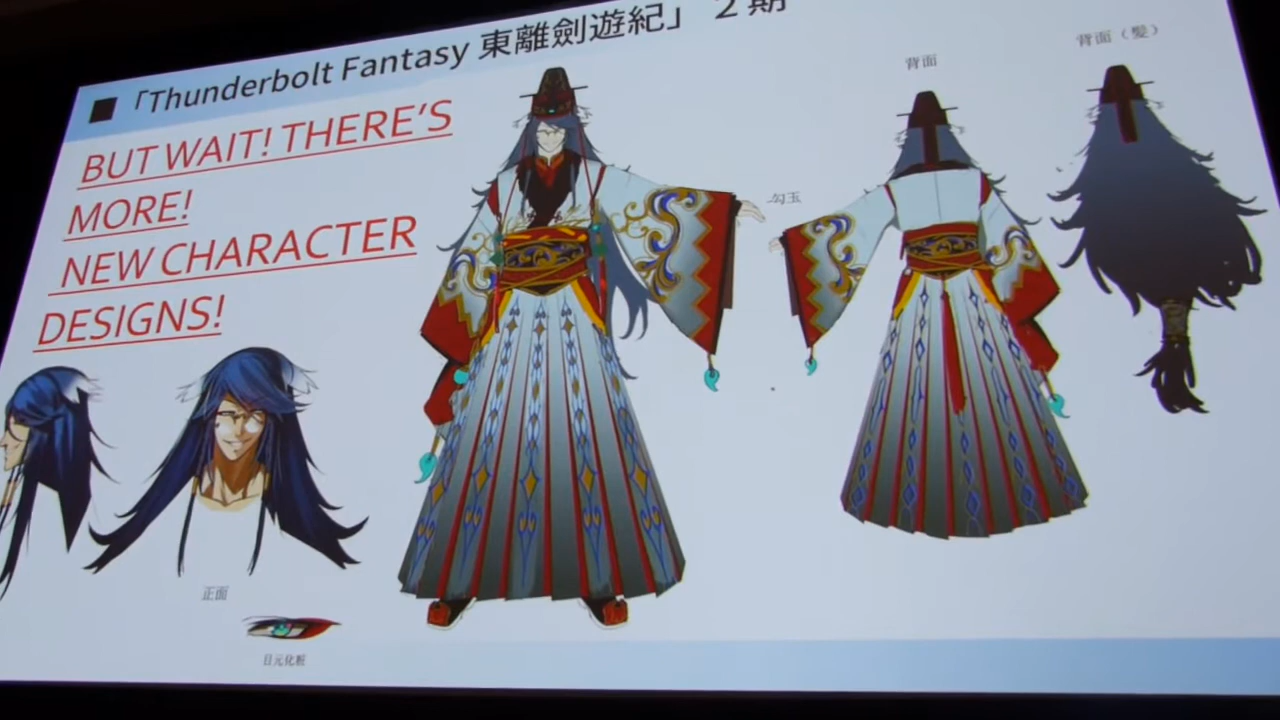 ■「Thunderbolt Fantasy 東離劍遊紀」 2期
BUT WAIT! THERE'S
MORE!
NEW CHARACTER
DESIGNS!
背面
背面（髪）
勾玉
正面
目元化粧